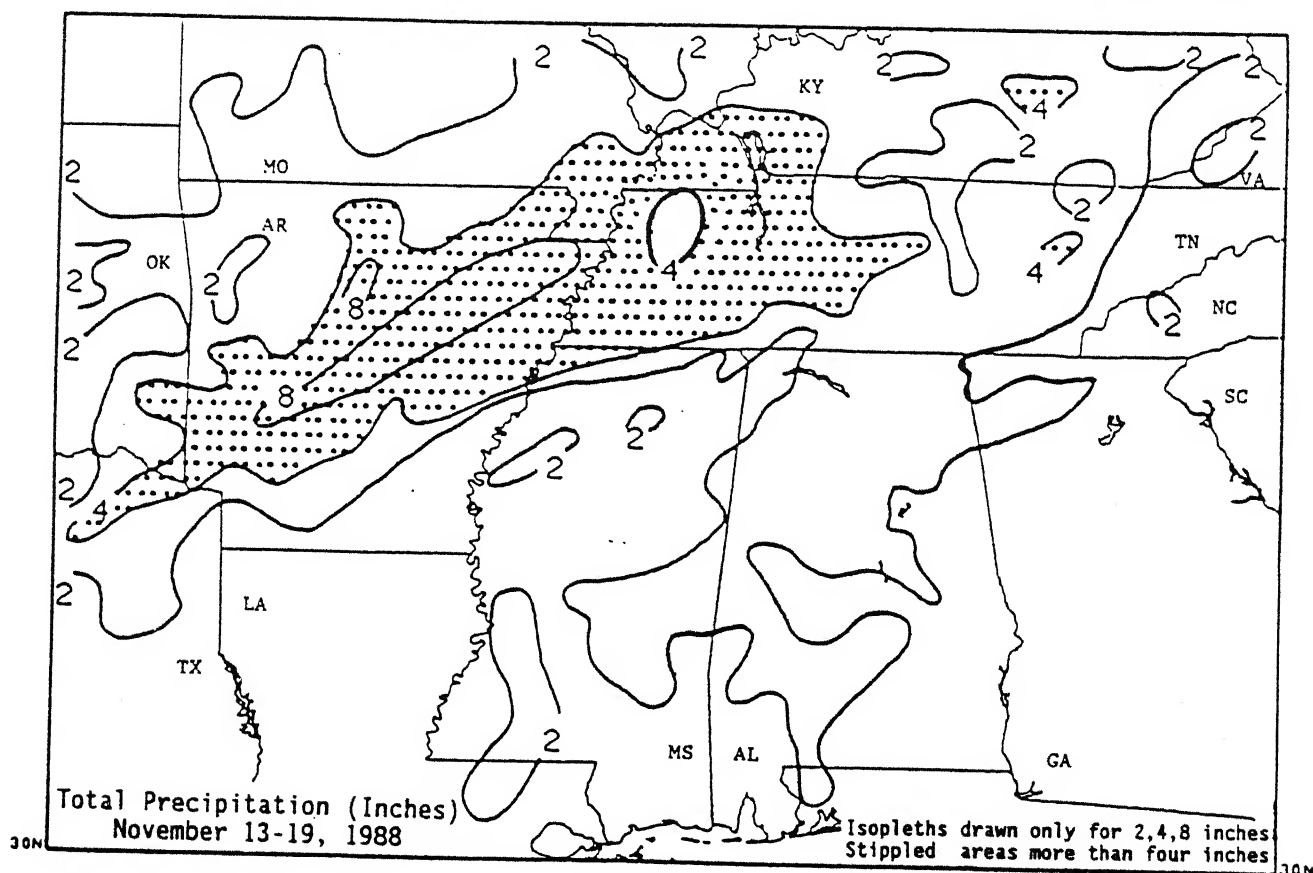 2
2
2
2
2
KY
4
2
2
MO
2
VA
2
AR
TN
OK
2
4
4
2
8
NC
2
2
8
SC
2
2
2
4
2
LA
TX
2
MS
AL
GA
Total Precipitation (Inches)
November 13-19, 1988
Isopleths drawn only for 2,4,8 inches
Stippled areas more than four inches
30N
30N